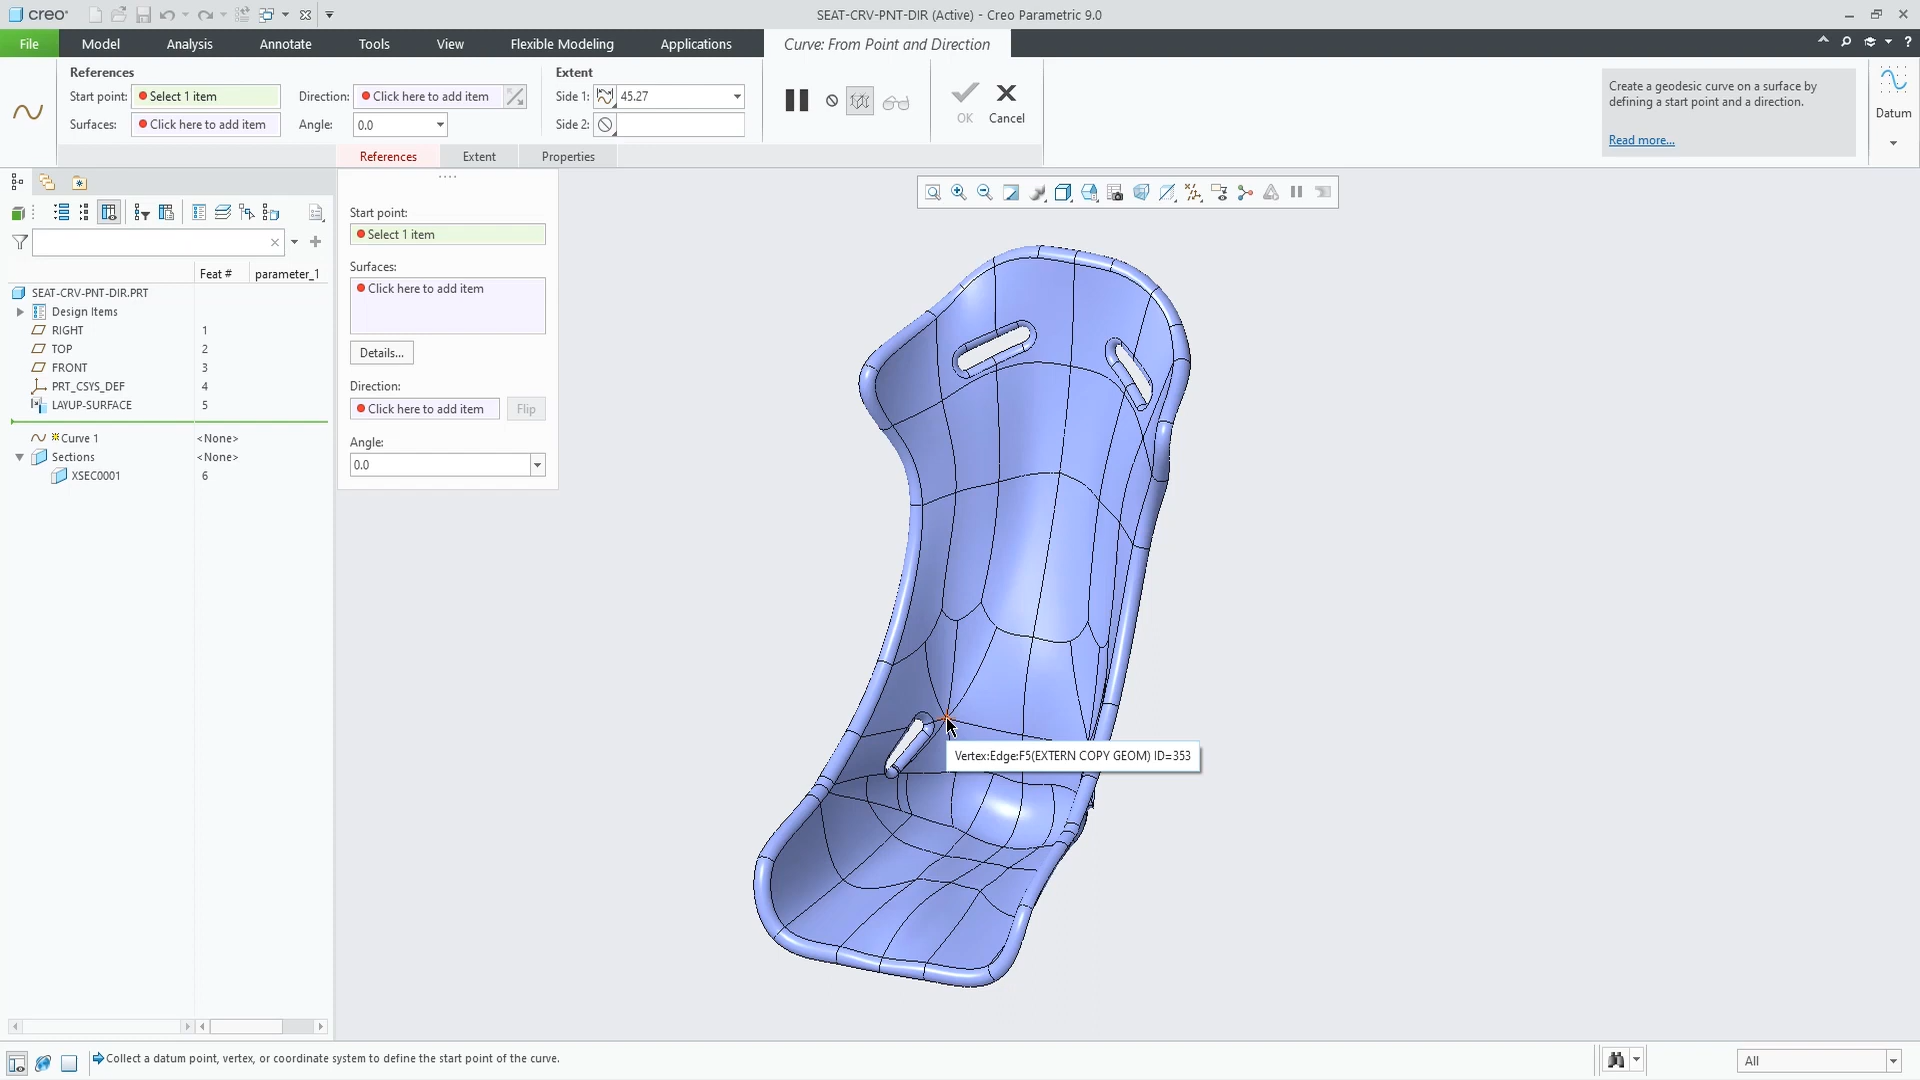 creo
SEAT-CRV-PNT-DIR (Active) - Creo Parametric 9.0
File
Model
Analysis
Annotate
Tools
View
Flexible Modeling
Applications
Curve: From Point and Direction
References
Start point:
Select 1 item
Direction:
Click here to add item
Surfaces:
Click here to add item
Angle:
0.0
Extent
Side 1:
45.27
Side 2:
OK
Cancel
Create a geodesic curve on a surface by
defining a start point and a direction.
Read more...
Datum
References
Extent
Properties
Feat #
parameter_1
SEAT-CRV-PNT-DIR.PRT
Design Items
RIGHT 1
TOP 2
FRONT 3
PRT_CSYS_DEF 4
LAYUP-SURFACE 5
Curve 1 <None>
Sections <None>
XSEC0001 6
Start point:
Select 1 item
Surfaces:
Click here to add item
Details...
Direction:
Click here to add item
Flip
Angle:
0.0
Vertex:Edge:F5(EXTERN COPY GEOM) ID=353
Collect a datum point, vertex, or coordinate system to define the start point of the curve.
All